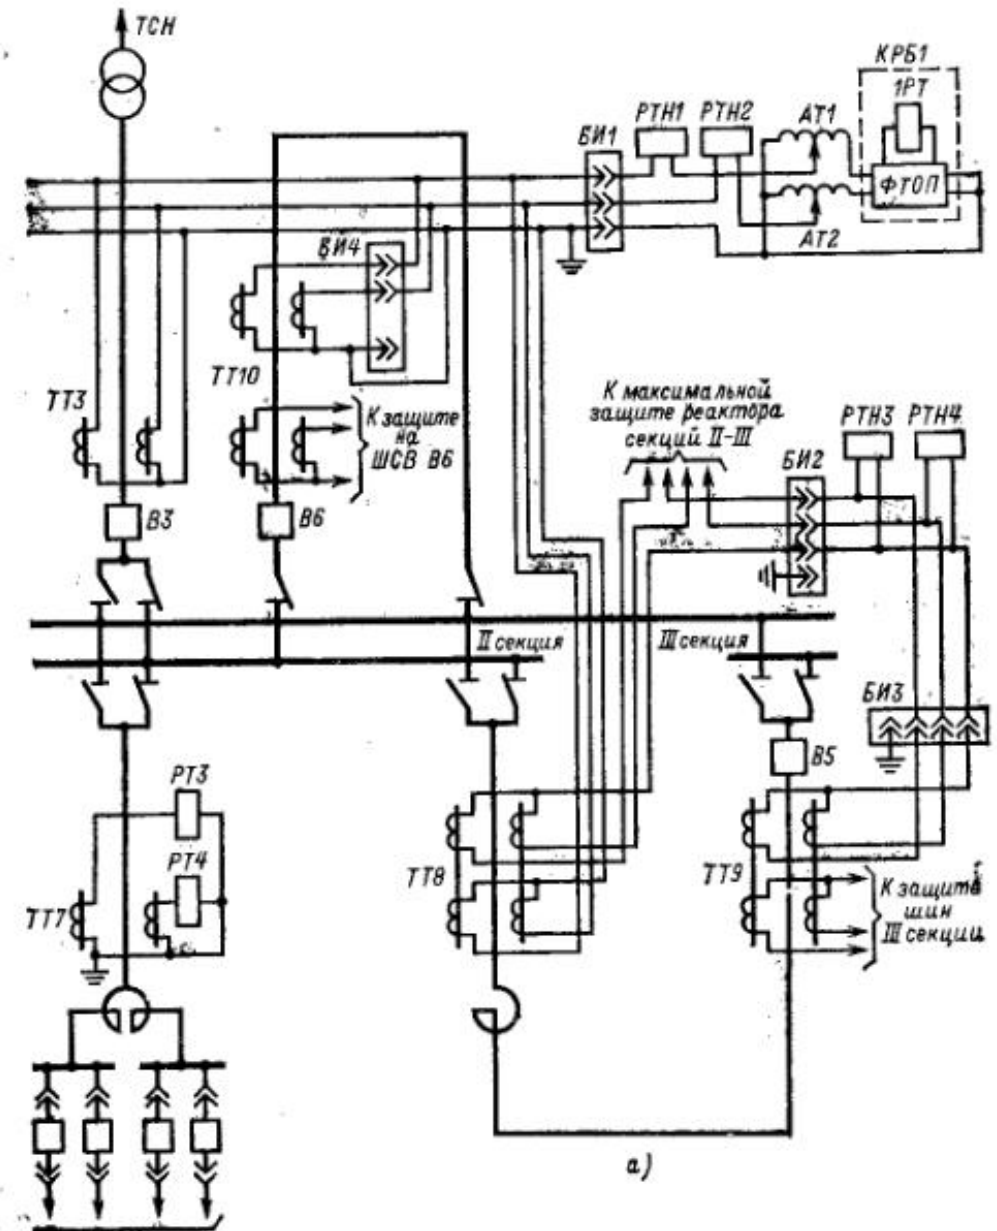 ТСН
КРБ1
1РТ
РТН1
РТН2
АТ1
БИ1
ФТОП
АТ2
ВИ4
ТТ10
ТТ3
К защите
на
ШСВ В6
К максимальной
защите реактора
секций II-III
РТН3
РТН4
БИ2
В3
В6
II секция
III секция
БИ3
В5
РТ3
РТ4
ТТ7
ТТ8
ТТ9
К защите
шин
III секции
а)